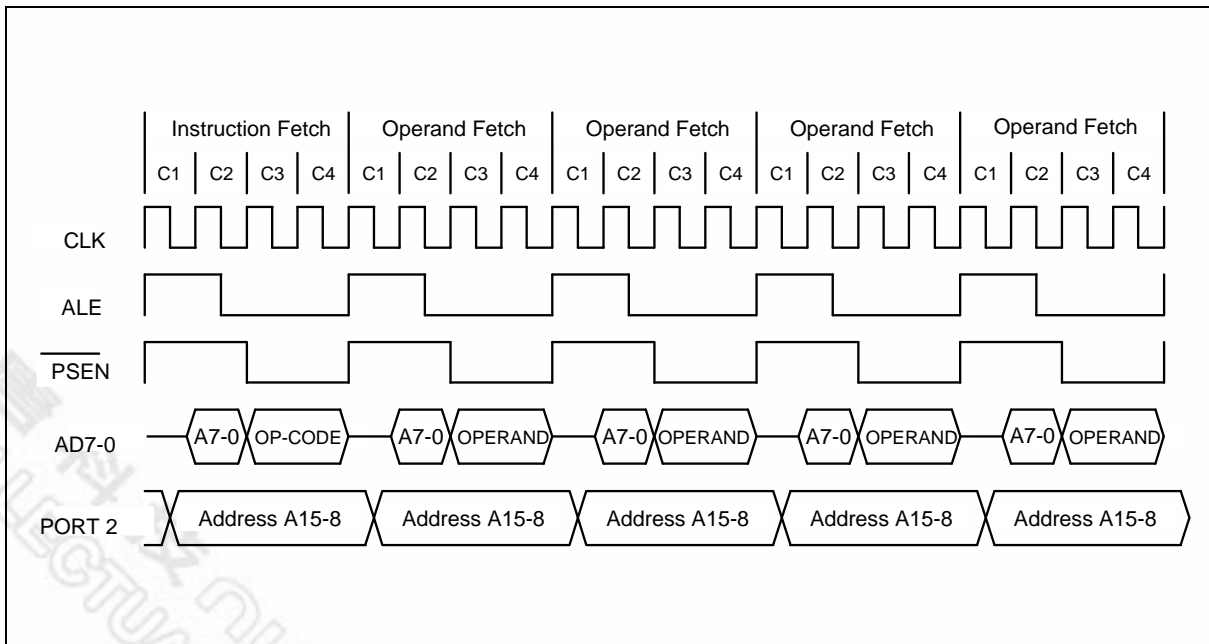 Instruction Fetch Operand Fetch Operand Fetch Operand Fetch Operand Fetch
C1 C2 C3 C4 C1 C2 C3 C4 C1 C2 C3 C4 C1 C2 C3 C4 C1 C2 C3 C4
CLK
ALE
PSEN
AD7-0 A7-0 OP-CODE A7-0 OPERAND A7-0 OPERAND A7-0 OPERAND A7-0 OPERAND
PORT 2 Address A15-8 Address A15-8 Address A15-8 Address A15-8 Address A15-8